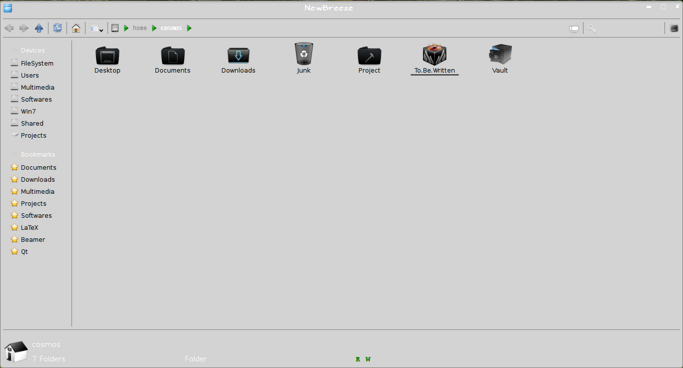 NewBreeze
home cosmos
Devices
FileSystem
Users
Multimedia
Softwares
Win7
Shared
Projects
Bookmarks
Documents
Downloads
Multimedia
Projects
Softwares
LaTeX
Beamer
Qt
Desktop Documents Downloads Junk Project To.Be.Written Vault
cosmos
7 Folders Folder R W